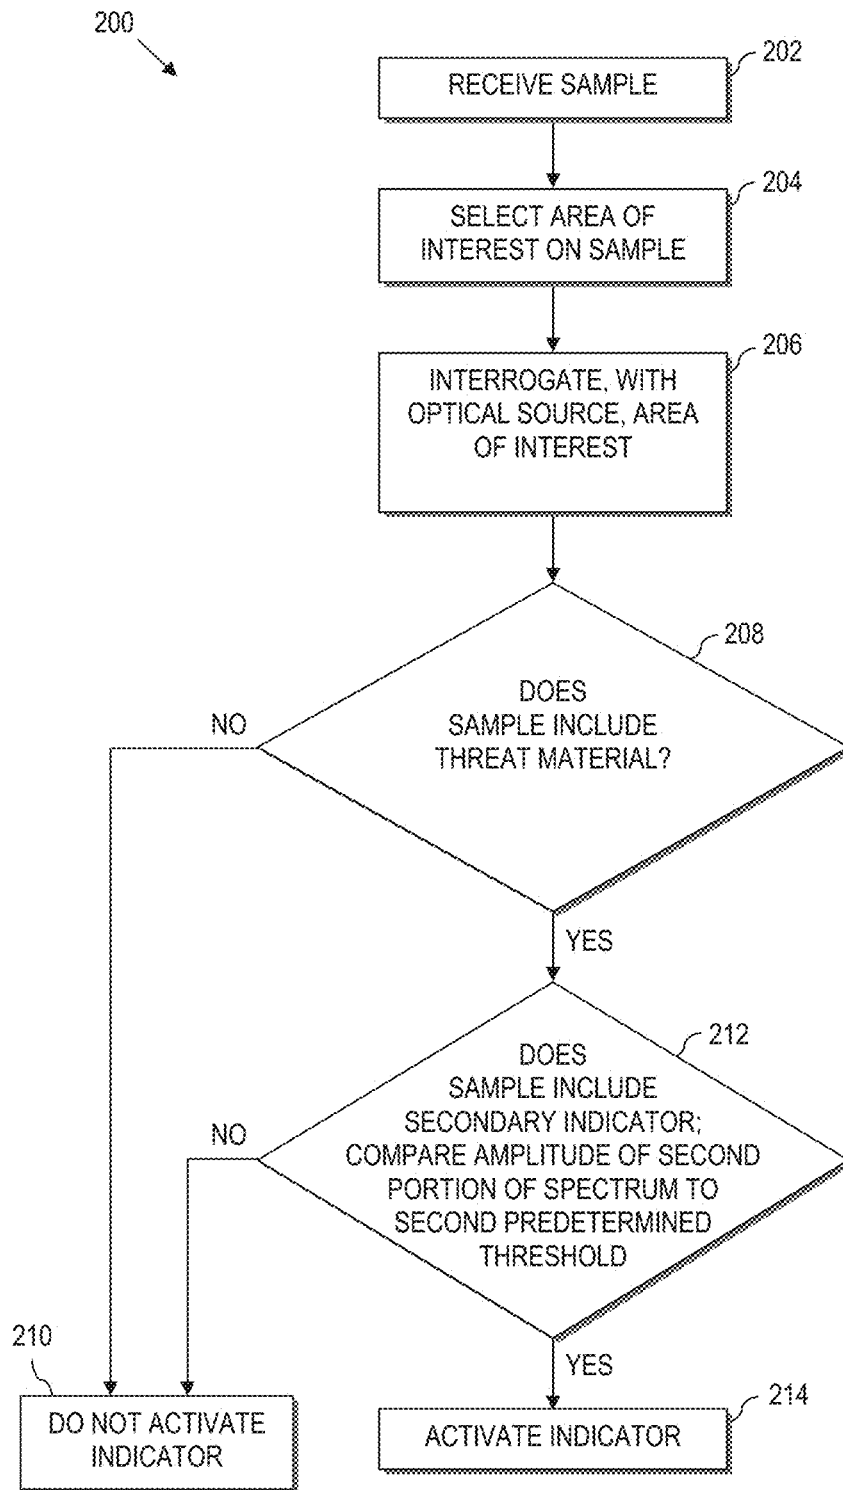 200
RECEIVE SAMPLE
202
SELECT AREA OF
INTEREST ON SAMPLE
204
INTERROGATE, WITH
OPTICAL SOURCE, AREA
OF INTEREST
206
DOES
SAMPLE INCLUDE
THREAT MATERIAL?
208
NO
YES
DOES
SAMPLE INCLUDE
SECONDARY INDICATOR;
COMPARE AMPLITUDE OF SECOND
PORTION OF SPECTRUM TO
SECOND PREDETERMINED
THRESHOLD
212
NO
YES
210
DO NOT ACTIVATE
INDICATOR
ACTIVATE INDICATOR
214